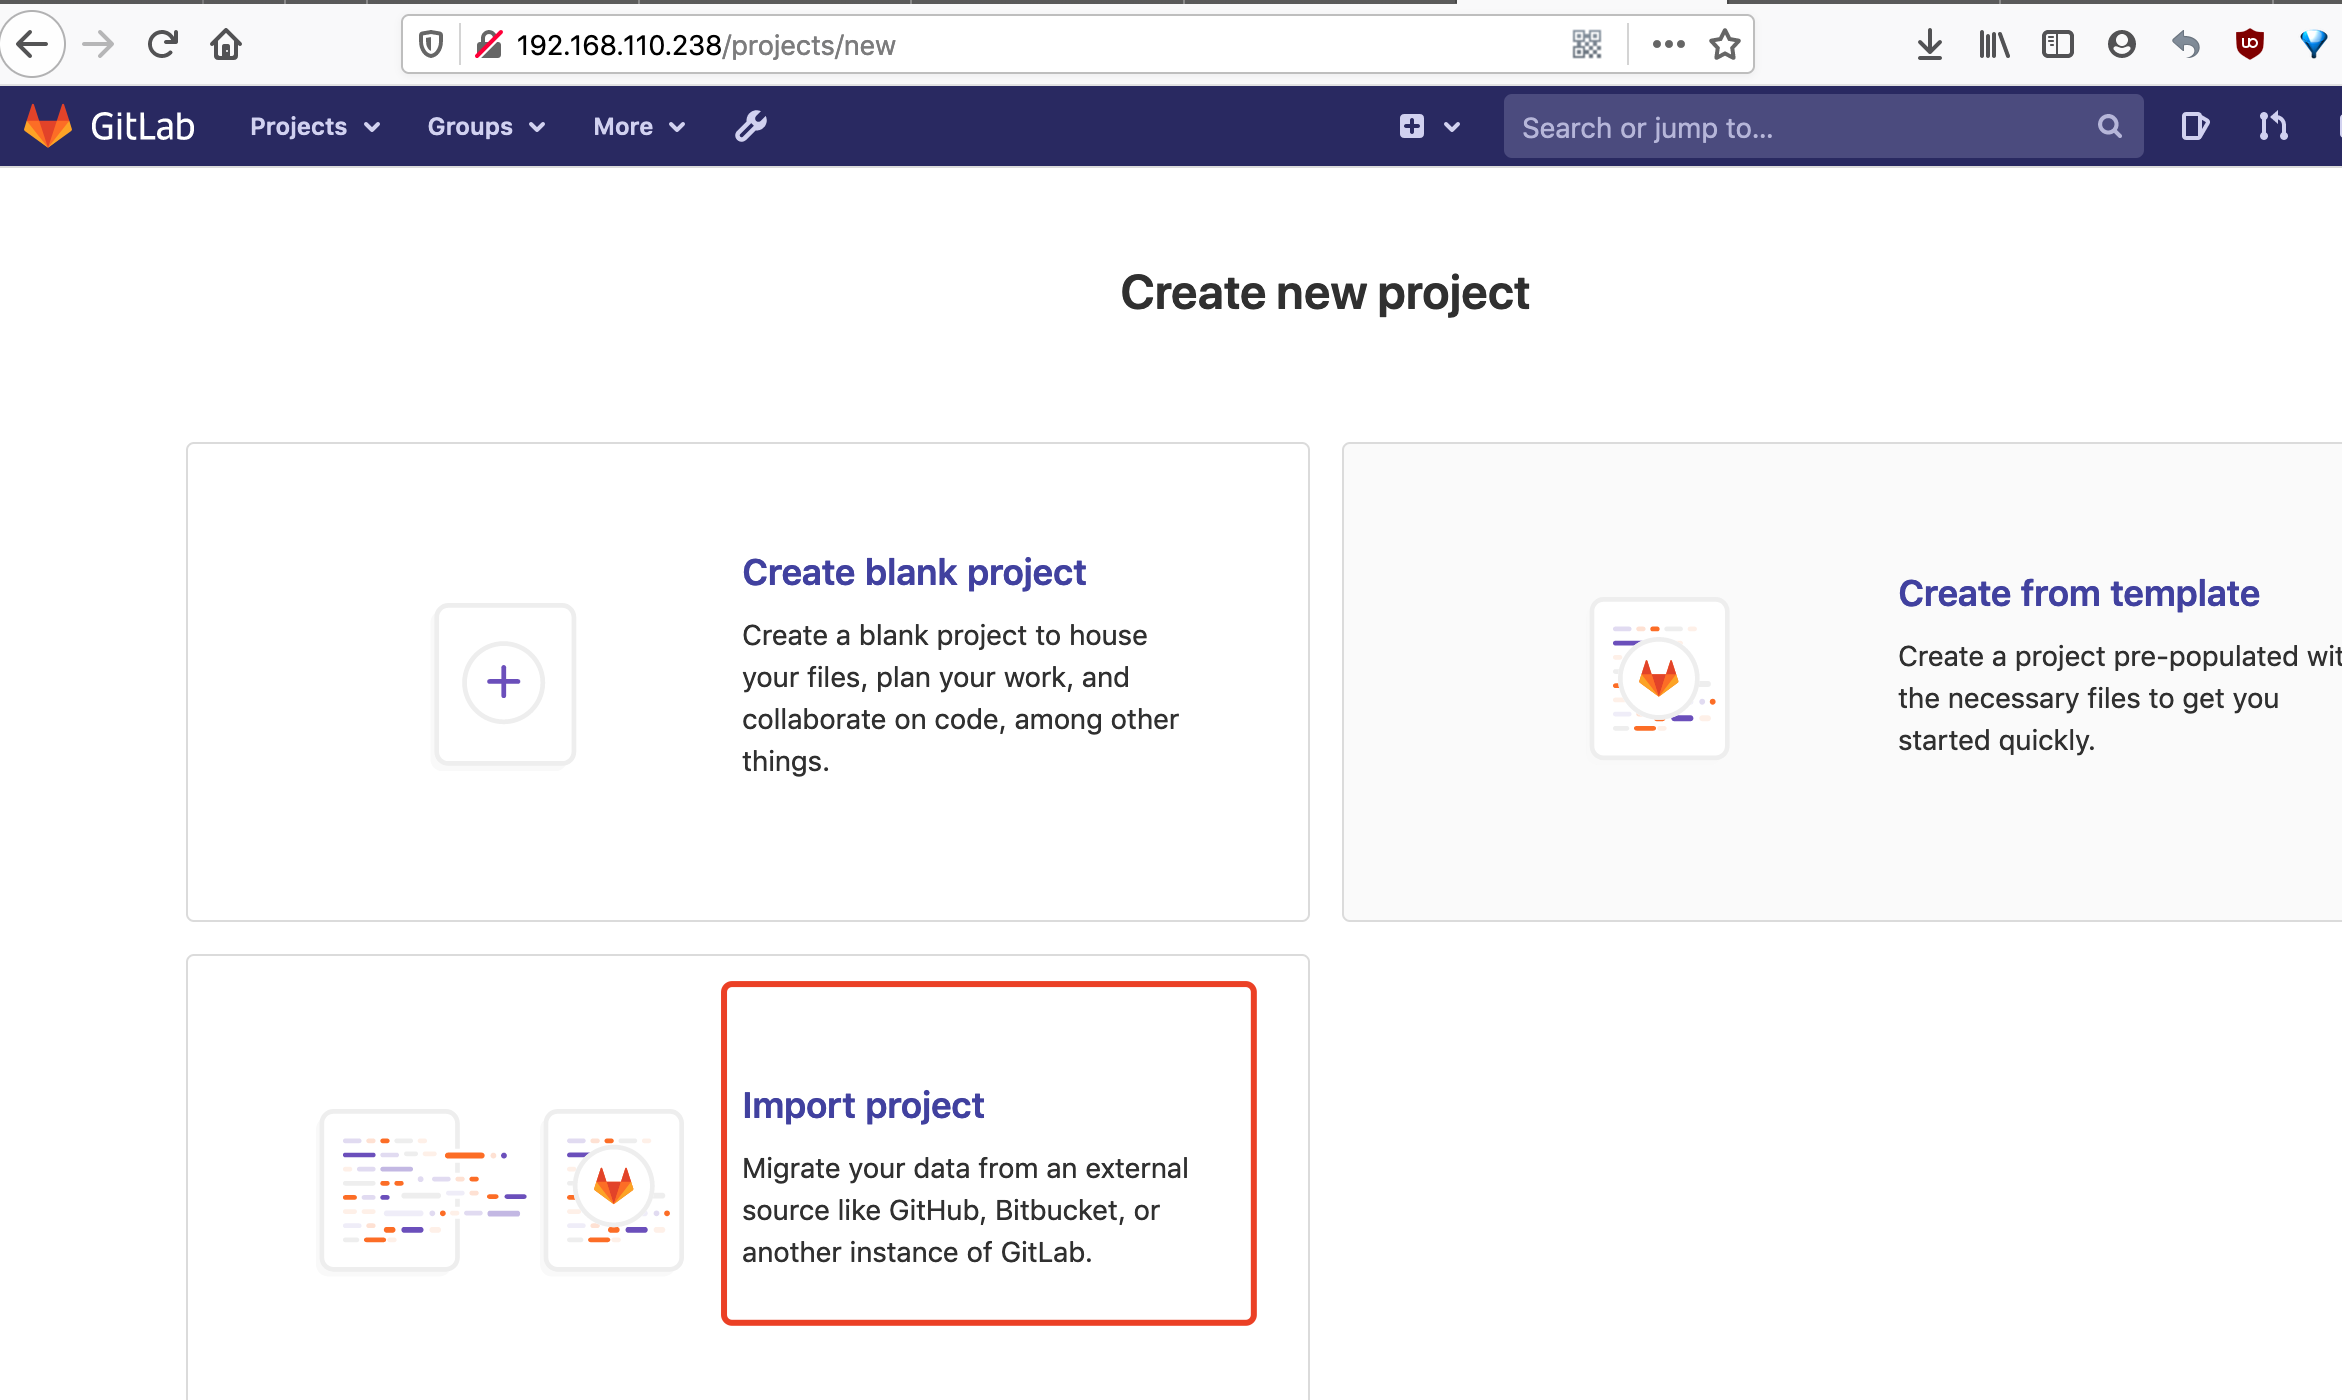 192.168.110.238/projects/new
GitLab Projects Groups More Search or jump to...
Create new project
Create blank project
Create a blank project to house
your files, plan your work, and
collaborate on code, among other
things.
Create from template
Create a project pre-populated wit
the necessary files to get you
started quickly.
Import project
Migrate your data from an external
source like GitHub, Bitbucket, or
another instance of GitLab.